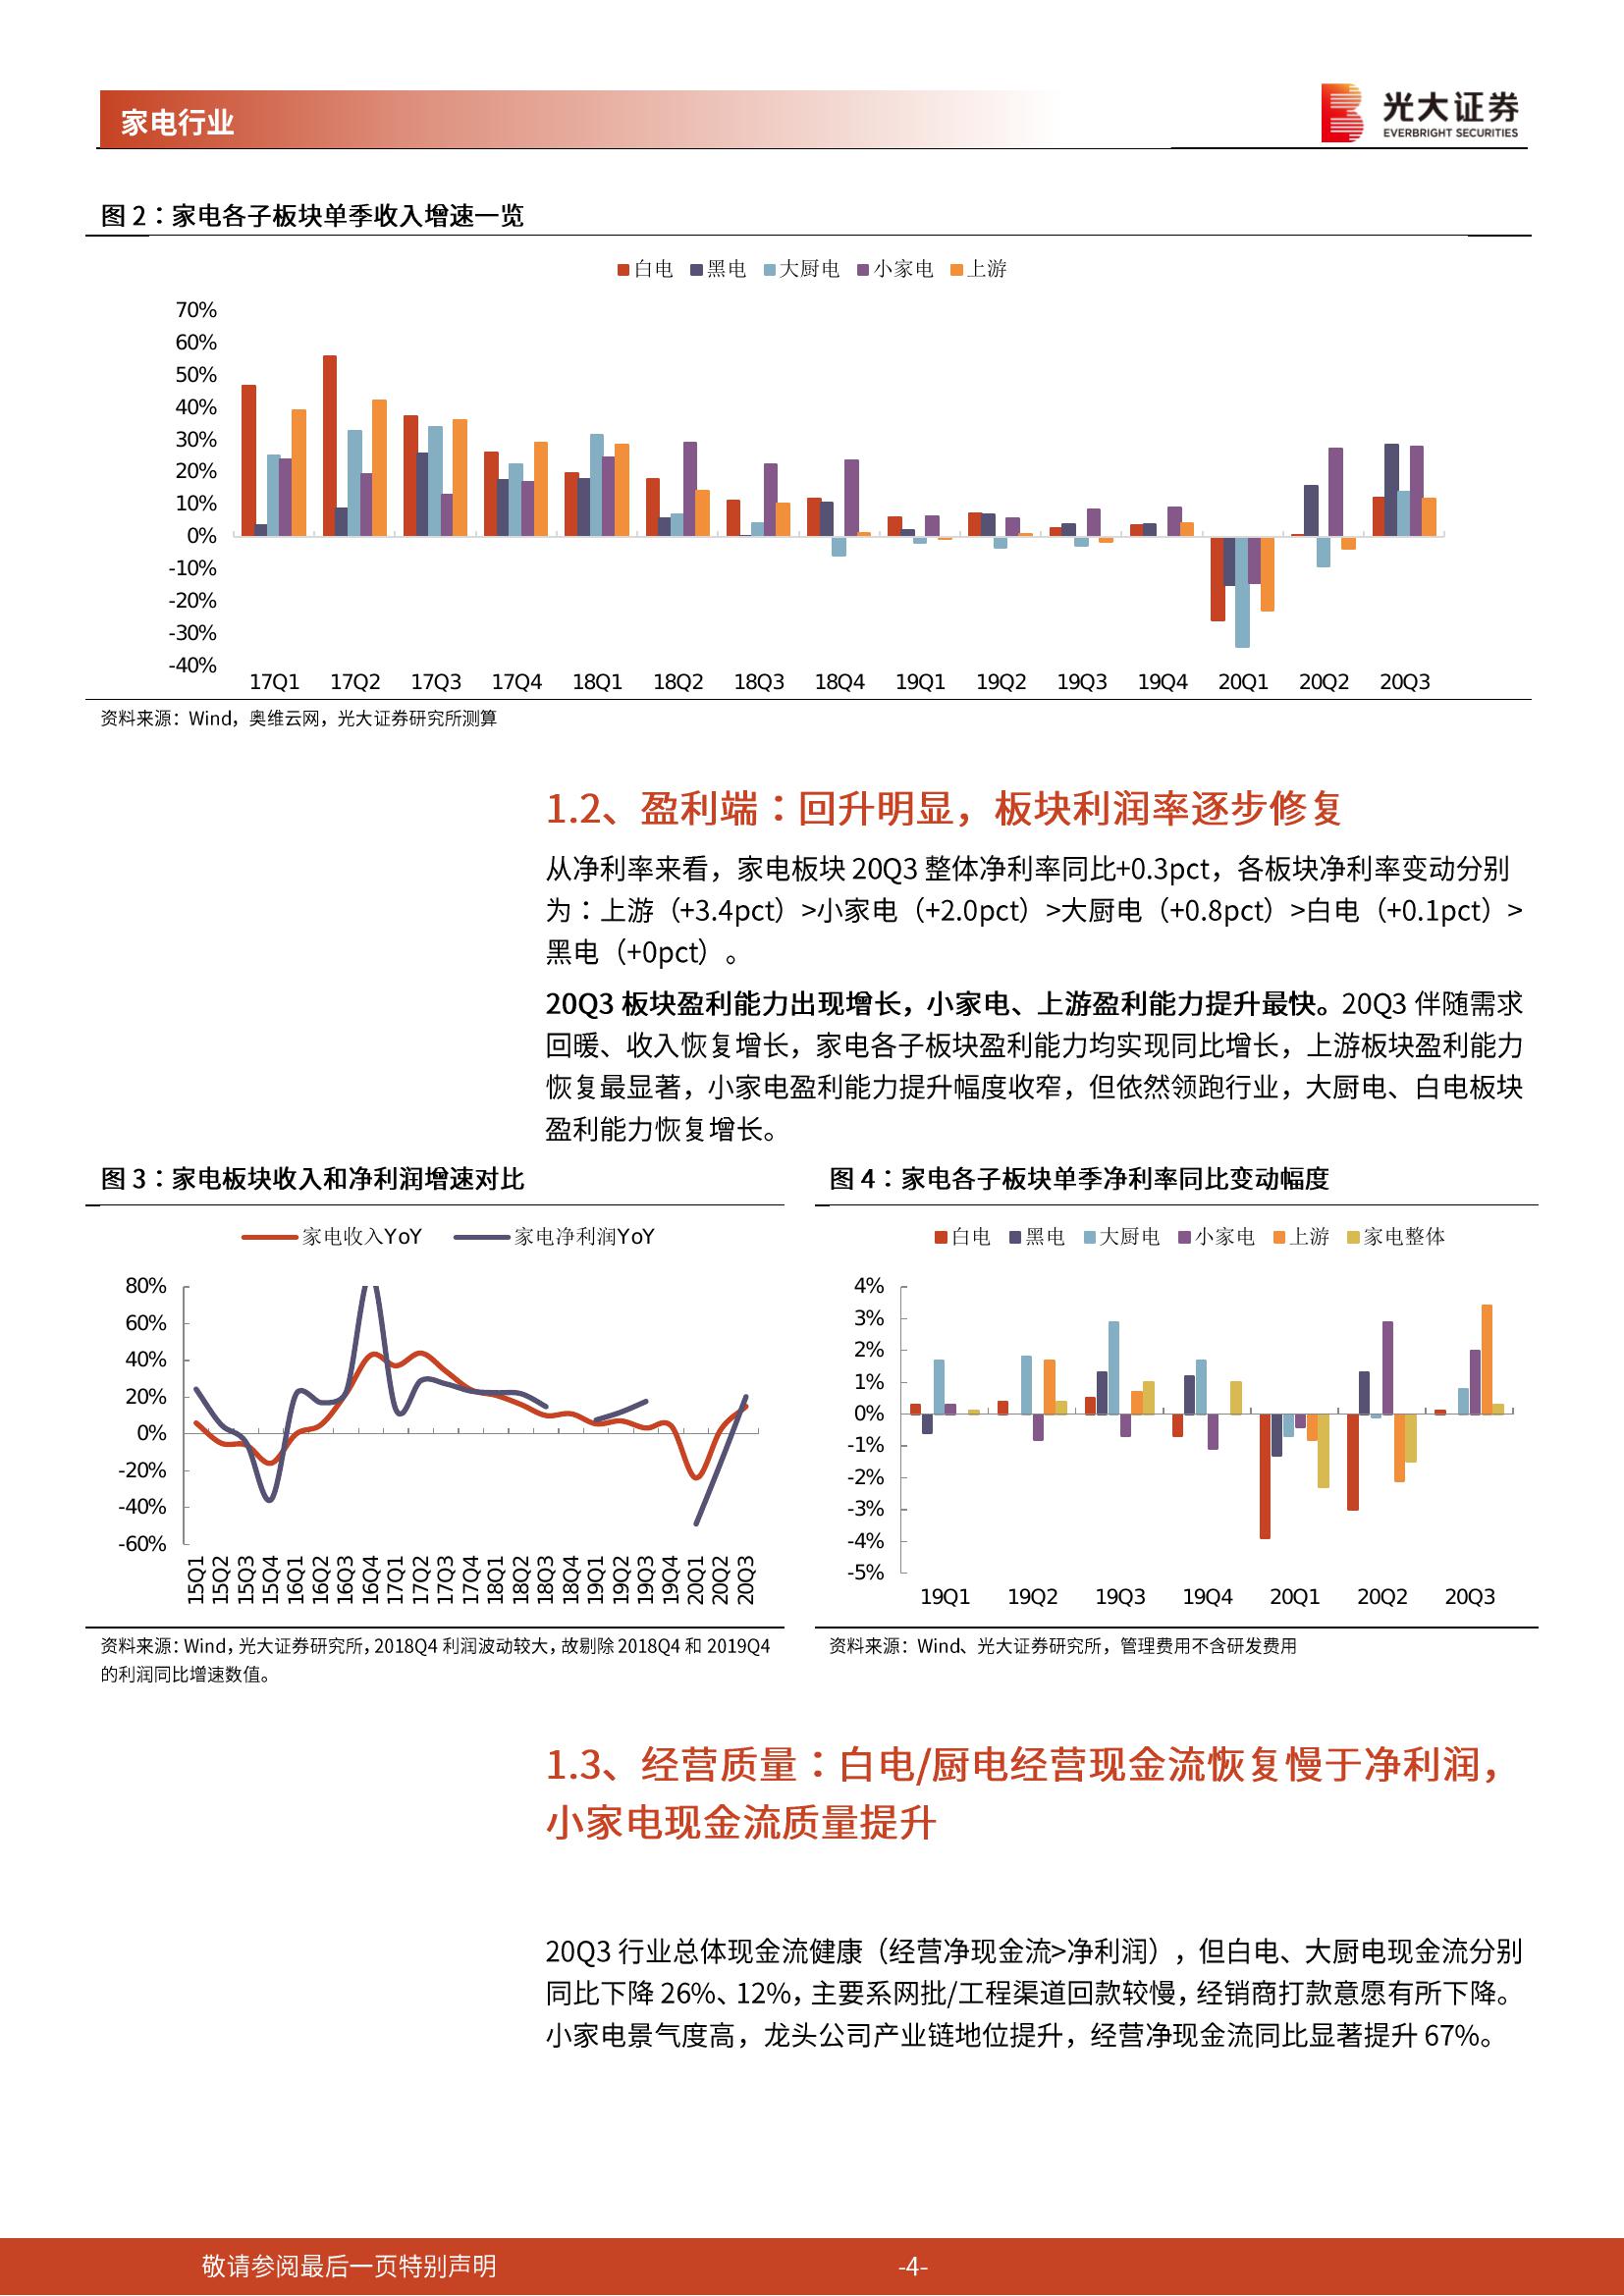 家电行业
光大证券
EVERBRIGHT SECURITIES
图 2：家电各子板块单季收入增速一览
白电 黑电 大厨电 小家电 上游
70%
60%
50%
40%
30%
20%
10%
0%
-10%
-20%
-30%
-40%
17Q1 17Q2 17Q3 17Q4 18Q1 18Q2 18Q3 18Q4 19Q1 19Q2 19Q3 19Q4 20Q1 20Q2 20Q3
资料来源：Wind，奥维云网，光大证券研究所测算
1.2、盈利端：回升明显，板块利润率逐步修复
从净利率来看，家电板块 20Q3 整体净利率同比+0.3pct，各板块净利率变动分别
为：上游（+3.4pct）>小家电（+2.0pct）>大厨电（+0.8pct）>白电（+0.1pct）>
黑电（+0pct）。
20Q3 板块盈利能力出现增长，小家电、上游盈利能力提升最快。20Q3 伴随需求
回暖、收入恢复增长，家电各子板块盈利能力均实现同比增长，上游板块盈利能力
恢复最显著，小家电盈利能力提升幅度收窄，但依然领跑行业，大厨电、白电板块
盈利能力恢复增长。
图 3：家电板块收入和净利润增速对比
家电收入YoY 家电净利润YoY
80%
60%
40%
20%
0%
-20%
-40%
-60%
15Q1 15Q2 15Q3 15Q4 16Q1 16Q2 16Q3 16Q4 17Q1 17Q2 17Q3 17Q4 18Q1 18Q2 18Q3 18Q4 19Q1 19Q2 19Q3 19Q4 20Q1 20Q2 20Q3
资料来源：Wind，光大证券研究所，2018Q4 利润波动较大，故剔除 2018Q4 和 2019Q4
的利润同比增速数值。
图 4：家电各子板块单季净利率同比变动幅度
白电 黑电 大厨电 小家电 上游 家电整体
4%
3%
2%
1%
0%
-1%
-2%
-3%
-4%
-5%
19Q1 19Q2 19Q3 19Q4 20Q1 20Q2 20Q3
资料来源：Wind、光大证券研究所，管理费用不含研发费用
1.3、经营质量：白电/厨电经营现金流恢复慢于净利润，
小家电现金流质量提升
20Q3 行业总体现金流健康（经营净现金流>净利润），但白电、大厨电现金流分别
同比下降 26%、12%，主要系网批/工程渠道回款较慢，经销商打款意愿有所下降。
小家电景气度高，龙头公司产业链地位提升，经营净现金流同比显著提升 67%。
敬请参阅最后一页特别声明
-4-